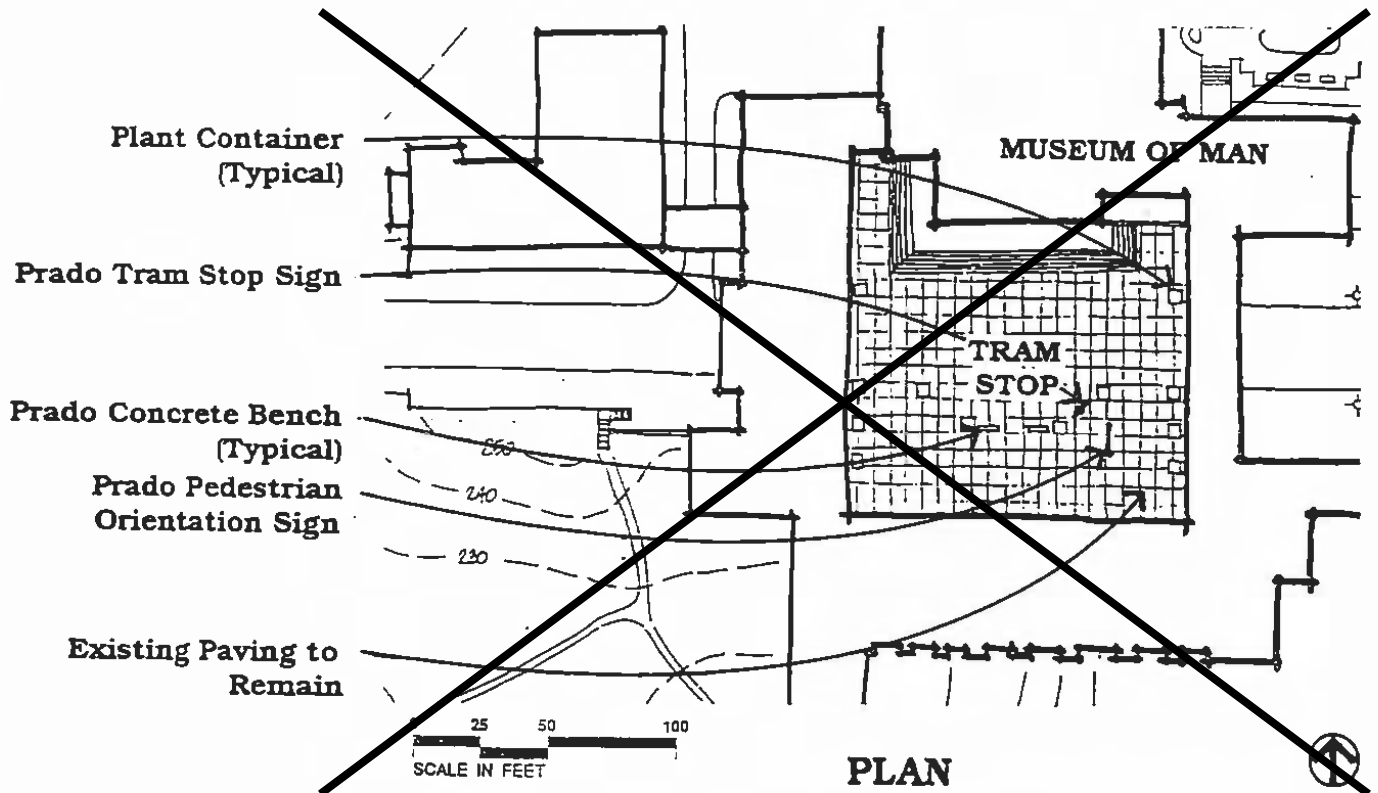 Plant Container
(Typical)
MUSEUM OF MAN
Prado Tram Stop Sign
TRAM
STOP
Prado Concrete Bench
(Typical)
250
Prado Pedestrian
Orientation Sign
240
230
Existing Paving to
Remain
25 50 100
SCALE IN FEET
PLAN